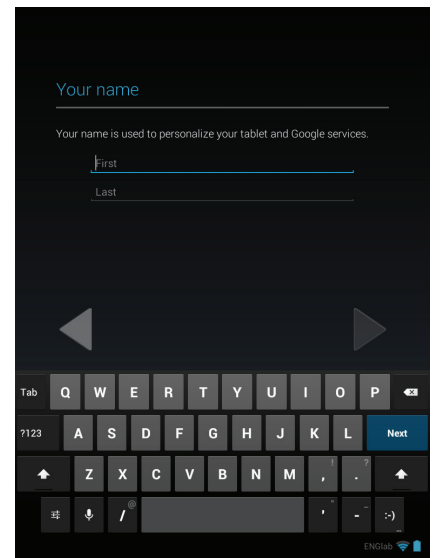 Your name
Your name is used to personalize your tablet and Google services.
First
Last
Tab Q W E R T Y U I O P
?123 A S D F G H J K L Next
Z X C V B N M , ! . ?
/ @ ' " - _ :-)
ENGlab